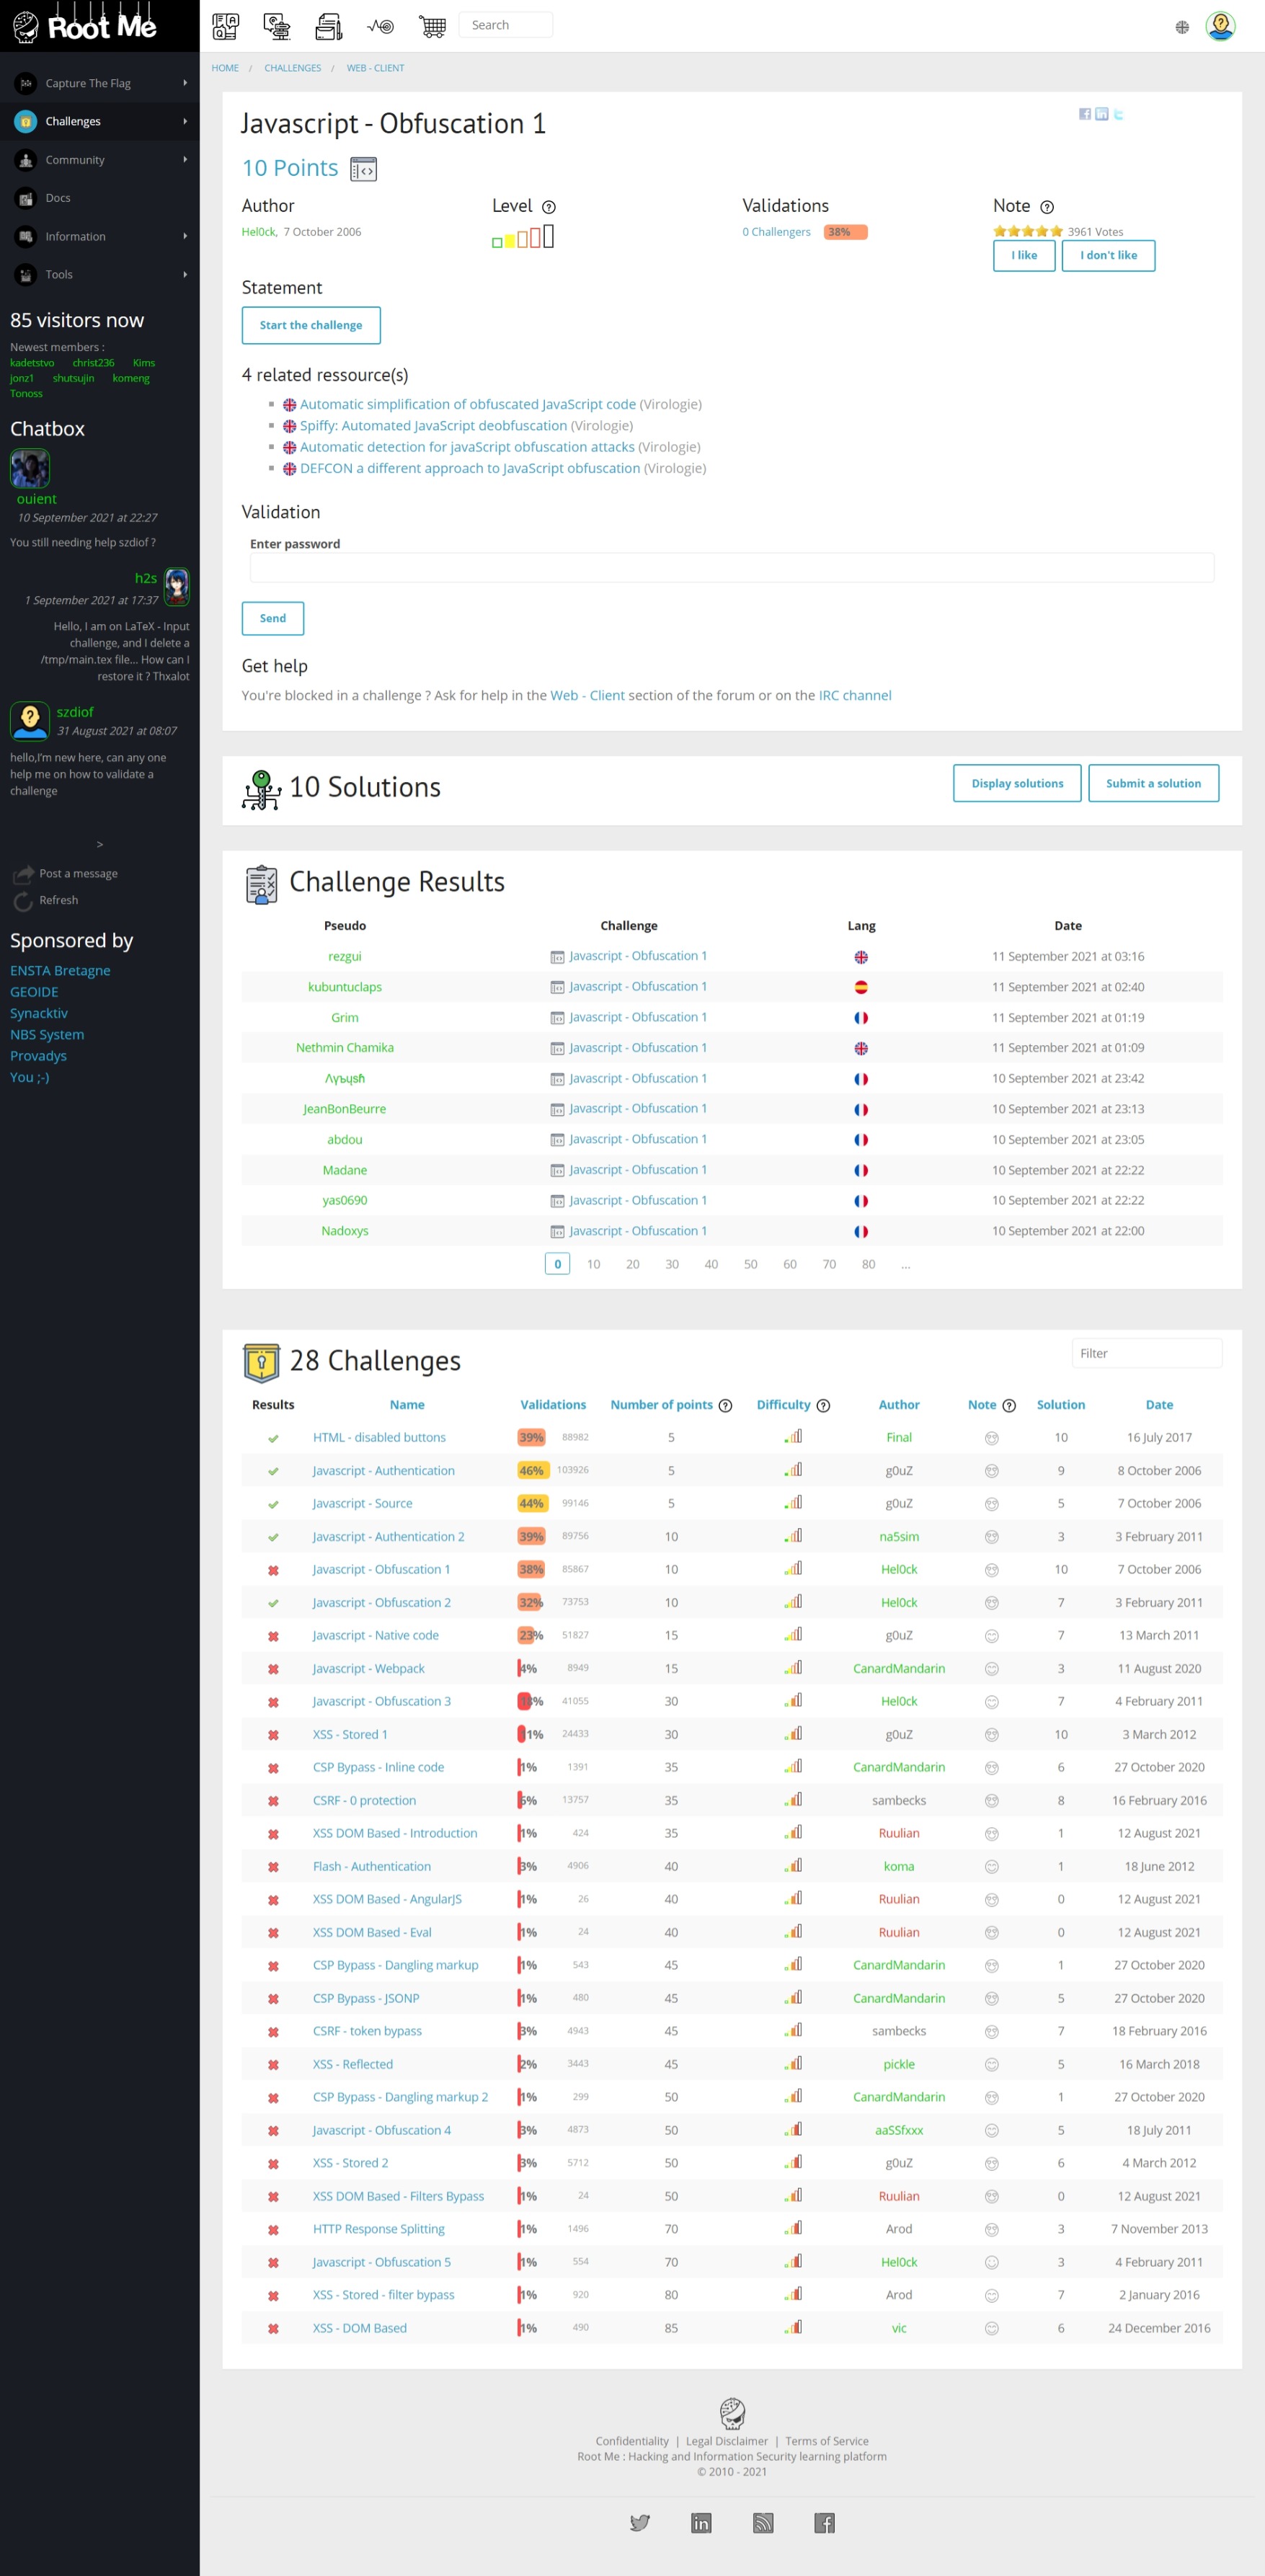 Root Me
Search
Capture The Flag
Challenges
Community
Docs
Information
Tools
85 visitors now
Newest members :
kadetstvo christ236 Kims
jonz1 shutsujin komeng
Tonoss
Chatbox
ouient
10 September 2021 at 22:27
You still needing help szdiof ?
h2s
1 September 2021 at 17:37
Hello, I am on LaTeX - Input
challenge, and I delete a
/tmp/main.tex file... How can I
restore it ? Thxalot
szdiof
31 August 2021 at 08:07
hello,I'm new here, can any one
help me on how to validate a
challenge
>
Post a message
Refresh
Sponsored by
ENSTA Bretagne
GEOIDE
Synacktiv
NBS System
Provadys
You ;-)
HOME / CHALLENGES / WEB - CLIENT
Javascript - Obfuscation 1
10 Points
Author Level Validations Note
Hel0ck, 7 October 2006 0 Challengers 38% 3961 Votes
I like I don't like
Statement
Start the challenge
4 related ressource(s)
Automatic simplification of obfuscated JavaScript code (Virologie)
Spiffy: Automated JavaScript deobfuscation (Virologie)
Automatic detection for javaScript obfuscation attacks (Virologie)
DEFCON a different approach to JavaScript obfuscation (Virologie)
Validation
Enter password
Send
Get help
You're blocked in a challenge ? Ask for help in the Web - Client section of the forum or on the IRC channel
10 Solutions Display solutions Submit a solution
Challenge Results
Pseudo Challenge Lang Date
rezgui Javascript - Obfuscation 1 11 September 2021 at 03:16
kubuntuclaps Javascript - Obfuscation 1 11 September 2021 at 02:40
Grim Javascript - Obfuscation 1 11 September 2021 at 01:19
Nethmin Chamika Javascript - Obfuscation 1 11 September 2021 at 01:09
Javascript - Obfuscation 1 10 September 2021 at 23:42
JeanBonBeurre Javascript - Obfuscation 1 10 September 2021 at 23:13
abdou Javascript - Obfuscation 1 10 September 2021 at 23:05
Madane Javascript - Obfuscation 1 10 September 2021 at 22:22
yas0690 Javascript - Obfuscation 1 10 September 2021 at 22:22
Nadoxys Javascript - Obfuscation 1 10 September 2021 at 22:00
0 10 20 30 40 50 60 70 80 ...
28 Challenges Filter
Results Name Validations Number of points Difficulty Author Note Solution Date
HTML - disabled buttons 39% 88982 5 Final 10 16 July 2017
Javascript - Authentication 46% 103926 5 g0uZ 9 8 October 2006
Javascript - Source 44% 99146 5 g0uZ 5 7 October 2006
Javascript - Authentication 2 39% 89756 10 na5sim 3 3 February 2011
Javascript - Obfuscation 1 38% 85867 10 Hel0ck 10 7 October 2006
Javascript - Obfuscation 2 32% 73753 10 Hel0ck 7 3 February 2011
Javascript - Native code 23% 51827 15 g0uZ 7 13 March 2011
Javascript - Webpack 4% 8949 15 CanardMandarin 3 11 August 2020
Javascript - Obfuscation 3 18% 41055 30 Hel0ck 7 4 February 2011
XSS - Stored 1 11% 24433 30 g0uZ 10 3 March 2012
CSP Bypass - Inline code 1% 1391 35 CanardMandarin 6 27 October 2020
CSRF - 0 protection 6% 13757 35 sambecks 8 16 February 2016
XSS DOM Based - Introduction 1% 424 35 Ruulian 1 12 August 2021
Flash - Authentication 3% 4906 40 koma 1 18 June 2012
XSS DOM Based - AngularJS 1% 26 40 Ruulian 0 12 August 2021
XSS DOM Based - Eval 1% 24 40 Ruulian 0 12 August 2021
CSP Bypass - Dangling markup 1% 543 45 CanardMandarin 1 27 October 2020
CSP Bypass - JSONP 1% 480 45 CanardMandarin 5 27 October 2020
CSRF - token bypass 3% 4943 45 sambecks 7 18 February 2016
XSS - Reflected 2% 3443 45 pickle 5 16 March 2018
CSP Bypass - Dangling markup 2 1% 299 50 CanardMandarin 1 27 October 2020
Javascript - Obfuscation 4 3% 4873 50 aaSSfxxx 5 18 July 2011
XSS - Stored 2 3% 5712 50 g0uZ 6 4 March 2012
XSS DOM Based - Filters Bypass 1% 24 50 Ruulian 0 12 August 2021
HTTP Response Splitting 1% 1496 70 Arod 3 7 November 2013
Javascript - Obfuscation 5 1% 554 70 Hel0ck 3 4 February 2011
XSS - Stored - filter bypass 1% 920 80 Arod 7 2 January 2016
XSS - DOM Based 1% 490 85 vic 6 24 December 2016
Confidentiality | Legal Disclaimer | Terms of Service
Root Me : Hacking and Information Security learning platform
© 2010 - 2021